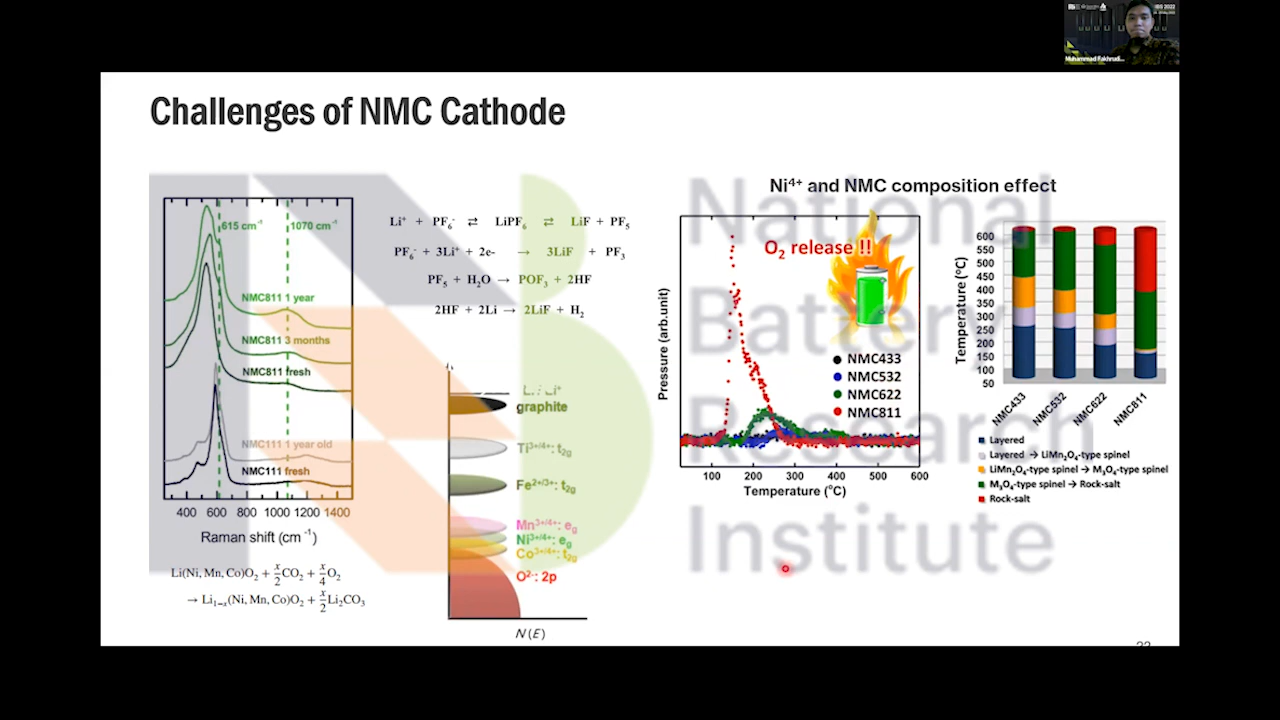 IBS 2022
Muhammad Fakhrudi...
Challenges of NMC Cathode
National
Battery
Research
Institute
615 cm⁻¹
1070 cm⁻¹
NMC811 1 year
NMC811 3 months
NMC811 fresh
NMC111 1 year old
NMC111 fresh
400 600 800 1000 1200 1400
Raman shift (cm⁻¹)
Li(Ni, Mn, Co)O₂ + x/2 CO₂ + x/4 O₂
→ Li₁₋ₓ(Ni, Mn, Co)O₂ + x/2 Li₂CO₃
Li⁺ + PF₆⁻ ⇄ LiPF₆ ⇄ LiF + PF₅
PF₆⁻ + 3Li⁺ + 2e- → 3LiF + PF₃
PF₅ + H₂O → POF₃ + 2HF
2HF + 2Li → 2LiF + H₂
graphite
Ti³⁺/⁴⁺: t₂g
Fe²⁺/³⁺: t₂g
Mn³⁺/⁴⁺: eg
Ni³⁺/⁴⁺: eg
Co³⁺/⁴⁺: t₂g
O²⁻: 2p
N(E)
Ni⁴⁺ and NMC composition effect
O₂ release !!
Pressure (arb.unit)
NMC433
NMC532
NMC622
NMC811
100 200 300 400 500 600
Temperature (°C)
Temperature (°C)
600
550
500
450
400
350
300
250
200
150
100
50
NMC433
NMC532
NMC622
NMC811
Layered
Layered → LiMn₂O₄-type spinel
LiMn₂O₄-type spinel → M₃O₄-type spinel
M₃O₄-type spinel → Rock-salt
Rock-salt